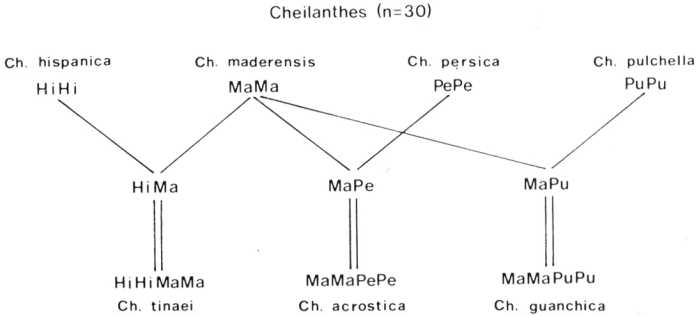 Cheilanthes (n=30)
Ch. hispanica Ch. maderensis Ch. persica Ch. pulchella
HiHi MaMa PePe PuPu
HiMa MaPe MaPu
HiHiMaMa MaMaPePe MaMaPuPu
Ch. tinaei Ch. acrostica Ch. guanchica